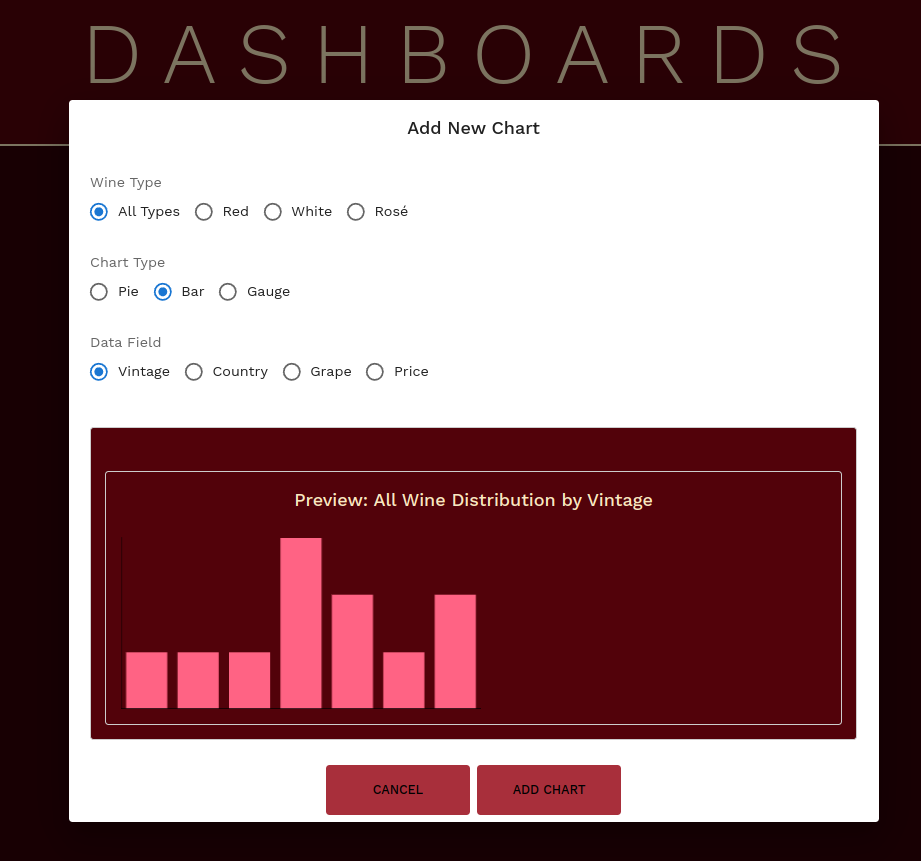 DASHBOARDS
Add New Chart
Wine Type
All Types Red White Rosé
Chart Type
Pie Bar Gauge
Data Field
Vintage Country Grape Price
Preview: All Wine Distribution by Vintage
CANCEL ADD CHART